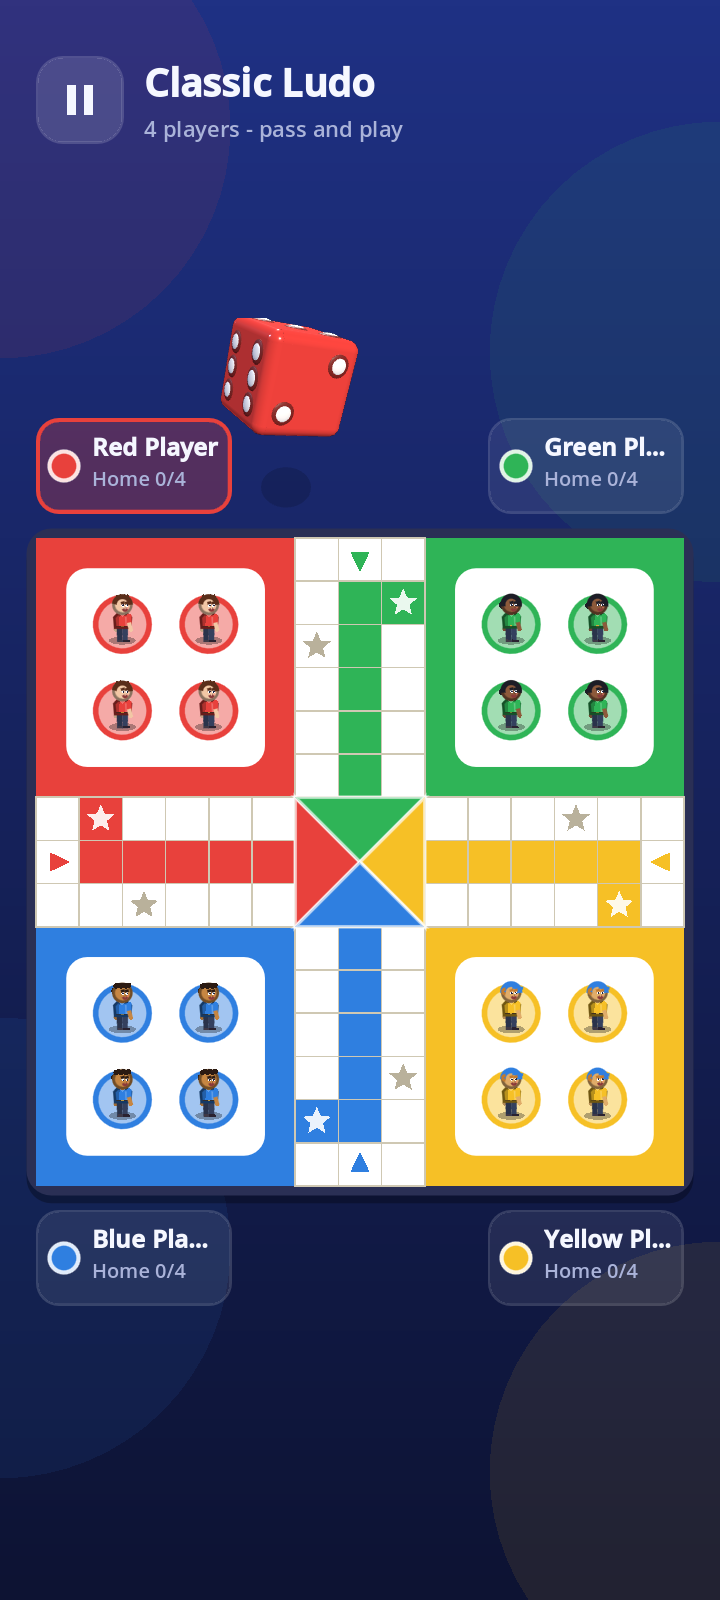 Classic Ludo
4 players - pass and play
Red Player
Home 0/4
Green Pl...
Home 0/4
Blue Pla...
Home 0/4
Yellow Pl...
Home 0/4